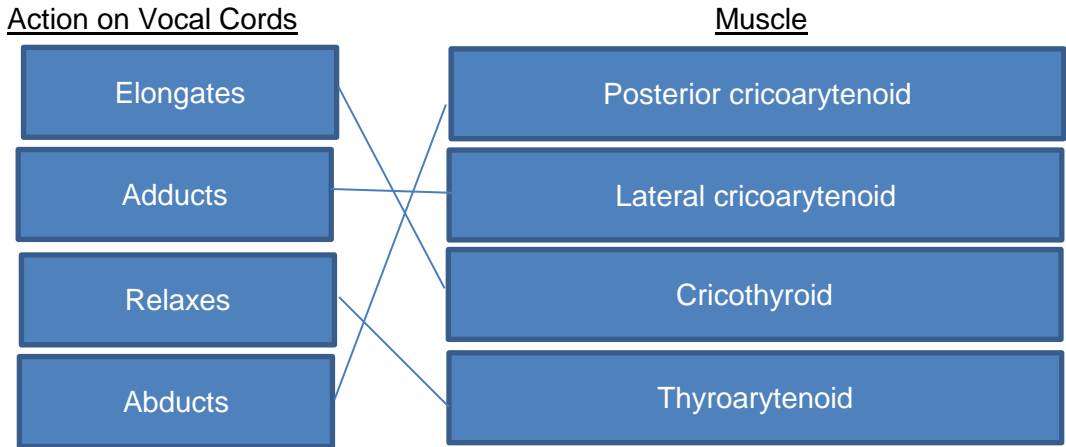 Action on Vocal Cords
Muscle
Elongates
Posterior cricoarytenoid
Adducts
Lateral cricoarytenoid
Relaxes
Cricothyroid
Abducts
Thyroarytenoid